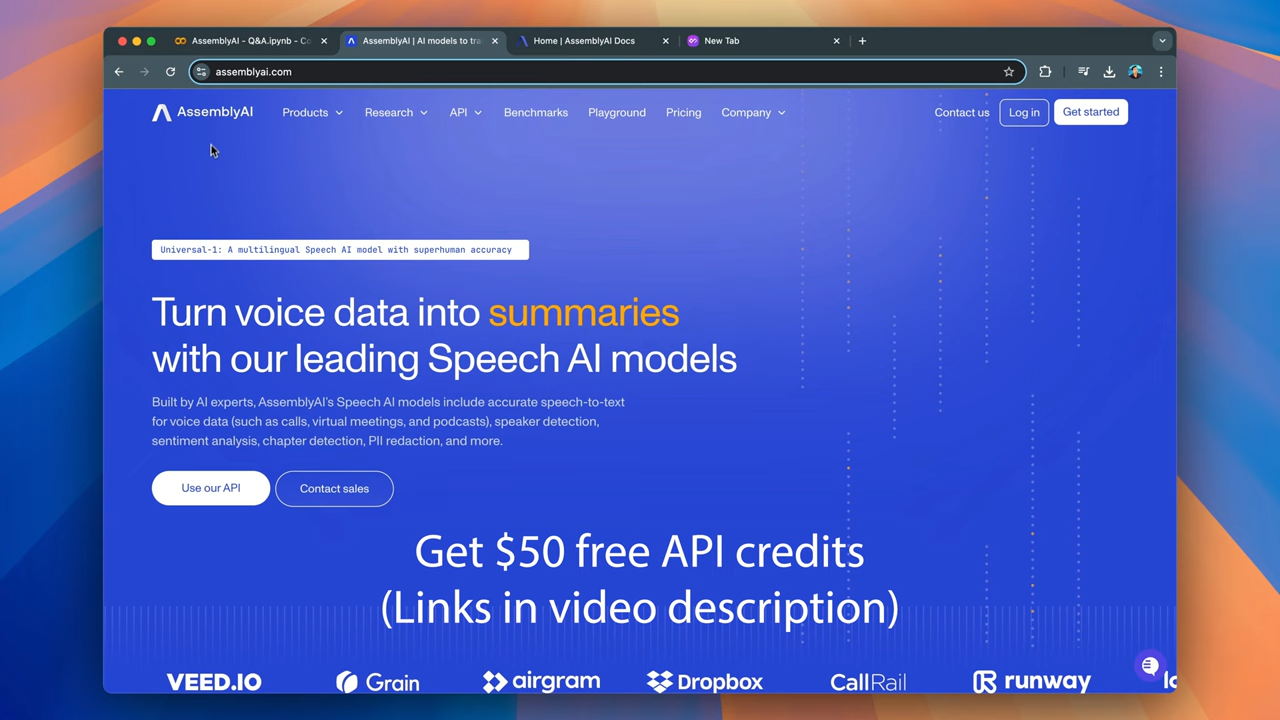 AssemblyAI - Q&A.ipynb - Co
AssemblyAI | AI models to tra
Home | AssemblyAI Docs
New Tab
assemblyai.com
AssemblyAI
Products
Research
API
Benchmarks
Playground
Pricing
Company
Contact us
Log in
Get started
Universal-1: A multilingual Speech AI model with superhuman accuracy
Turn voice data into summaries
with our leading Speech AI models
Built by AI experts, AssemblyAI's Speech AI models include accurate speech-to-text
for voice data (such as calls, virtual meetings, and podcasts), speaker detection,
sentiment analysis, chapter detection, PII redaction, and more.
Use our API
Contact sales
Get $50 free API credits
(Links in video description)
VEED.IO
Grain
airgram
Dropbox
CallRail
runway